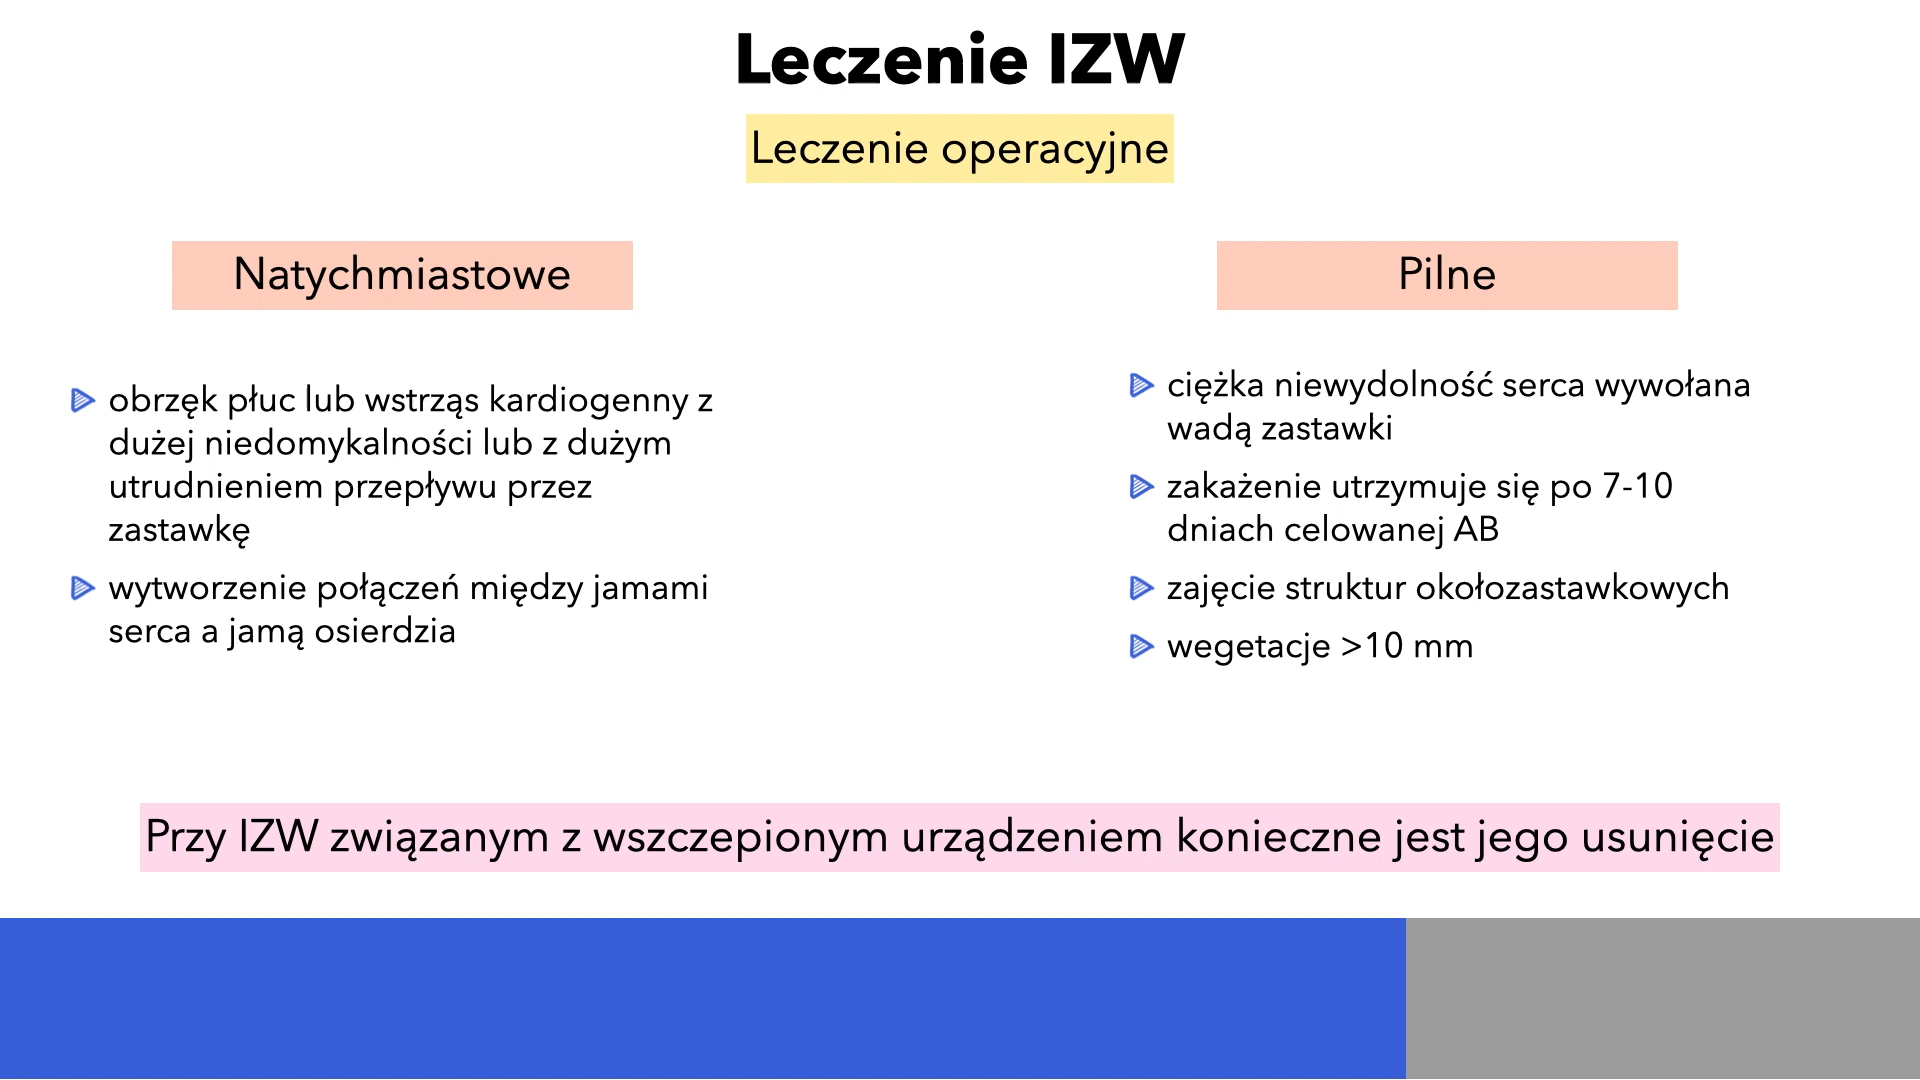 Leczenie IZW
Leczenie operacyjne
Natychmiastowe
obrzęk płuc lub wstrząs kardiogenny z
dużej niedomykalności lub z dużym
utrudnieniem przepływu przez
zastawkę
wytworzenie połączeń między jamami
serca a jamą osierdzia
Pilne
ciężka niewydolność serca wywołana
wadą zastawki
zakażenie utrzymuje się po 7-10
dniach celowanej AB
zajęcie struktur okołozastawkowych
wegetacje >10 mm
Przy IZW związanym z wszczepionym urządzeniem konieczne jest jego usunięcie